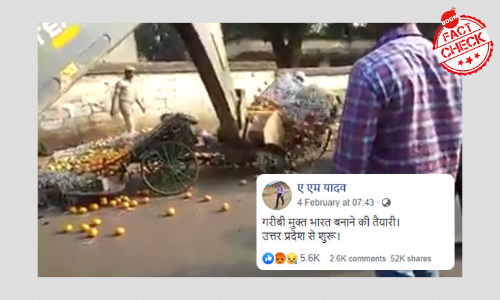 BOOM
FACT
CHECK
ए एम यादव
4 February at 07:43 ·
गरीबी मुक्त भारत बनाने की तैयारी।
उत्तर प्रदेश से शुरू।
5.6K 2.6K comments 52K shares